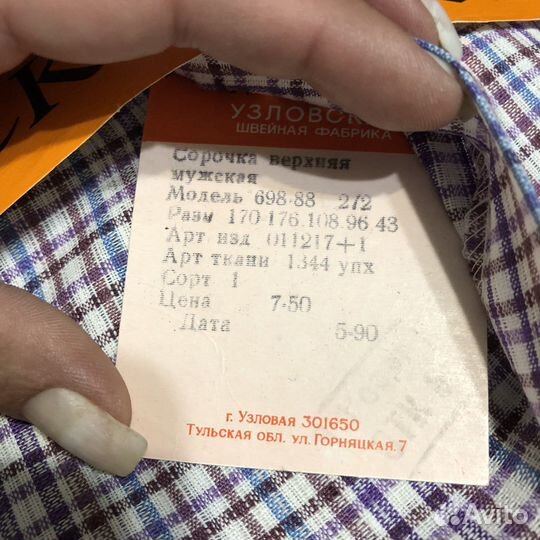 УЗЛОВСК
ШВЕЙНАЯ ФАБРИКА
Сорочка верхняя
мужская
Модель 698-88 272
Разм 170.176.108.96.43
Арт изд 011217+1
Арт ткани 1344 упх
Сорт 1
Цена 7-50
Дата 5-90
г. Узловая 301650
Тульская обл. ул. Горняцкая, 7
Avito